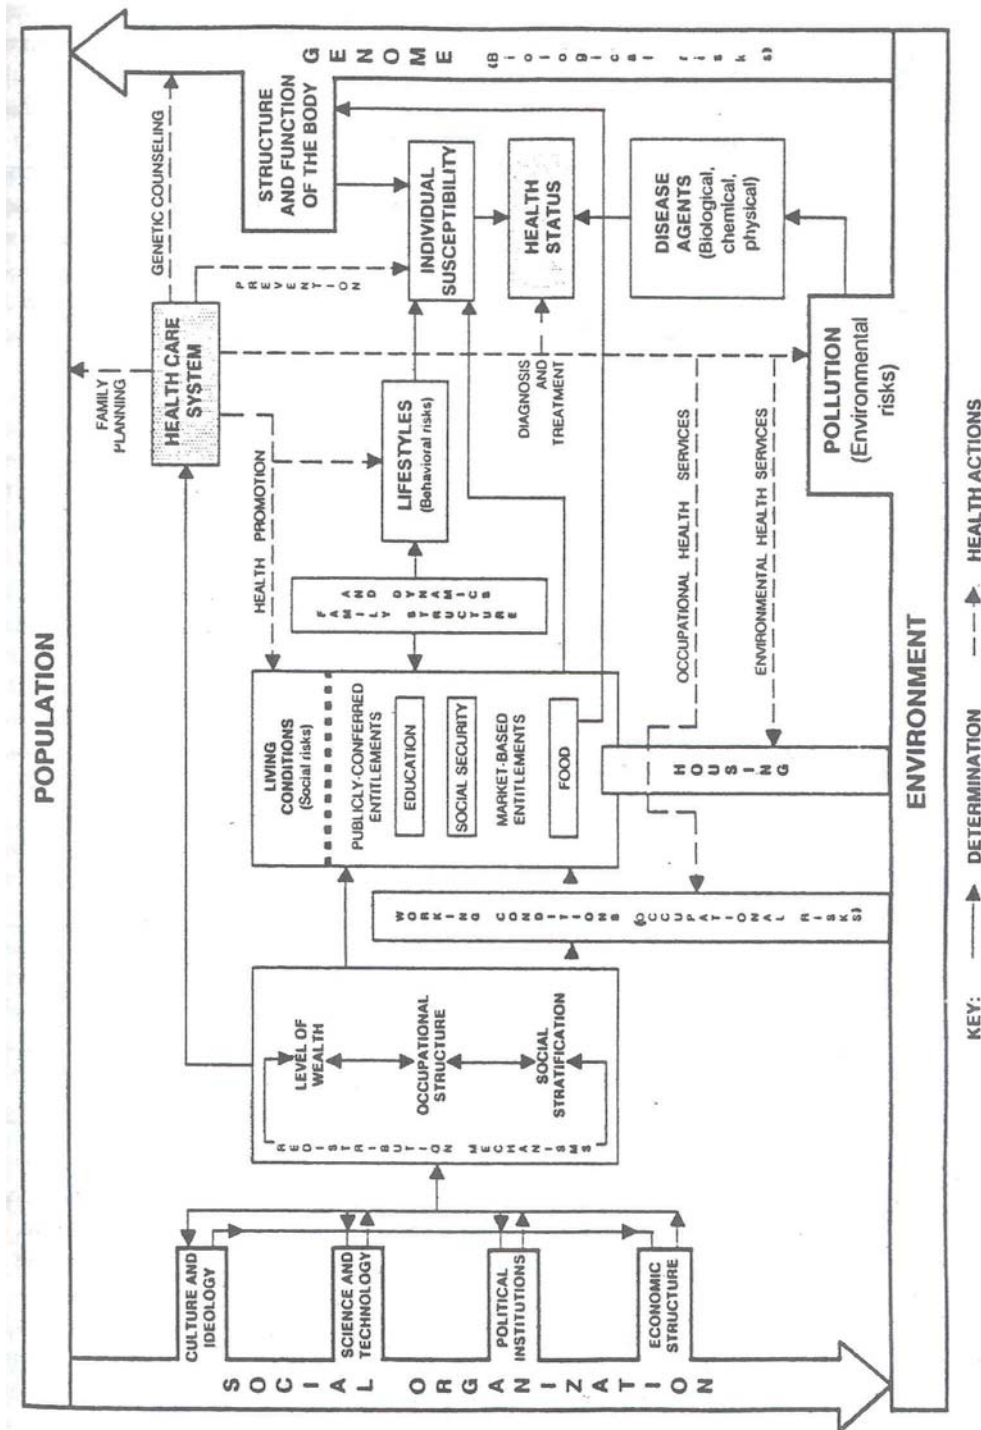 POPULATION
SOCIAL ORGANIZATION
CULTURE AND
IDEOLOGY
SCIENCE AND
TECHNOLOGY
POLITICAL
INSTITUTIONS
ECONOMIC
STRUCTURE
REDISTRIBUTION MECHANISMS
LEVEL OF
WEALTH
OCCUPATIONAL
STRUCTURE
SOCIAL
STRATIFICATION
WORKING CONDITIONS (OCCUPATIONAL RISKS)
LIVING
CONDITIONS
(Social risks)
PUBLICLY-CONFERRED
ENTITLEMENTS
EDUCATION
SOCIAL SECURITY
MARKET-BASED
ENTITLEMENTS
FOOD
HOUSING
FAMILY STRUCTURE
AND DYNAMICS
HEALTH PROMOTION
LIFESTYLES
(Behavioral risks)
FAMILY
PLANNING
HEALTH CARE
SYSTEM
GENETIC COUNSELING
PREVENTION
DIAGNOSIS
AND
TREATMENT
OCCUPATIONAL HEALTH SERVICES
ENVIRONMENTAL HEALTH SERVICES
STRUCTURE
AND FUNCTION
OF THE BODY
INDIVIDUAL
SUSCEPTIBILITY
HEALTH
STATUS
DISEASE
AGENTS
(Biological,
chemical,
physical)
POLLUTION
(Environmental
risks)
GENOME (Biological risks)
ENVIRONMENT
KEY: DETERMINATION HEALTH ACTIONS